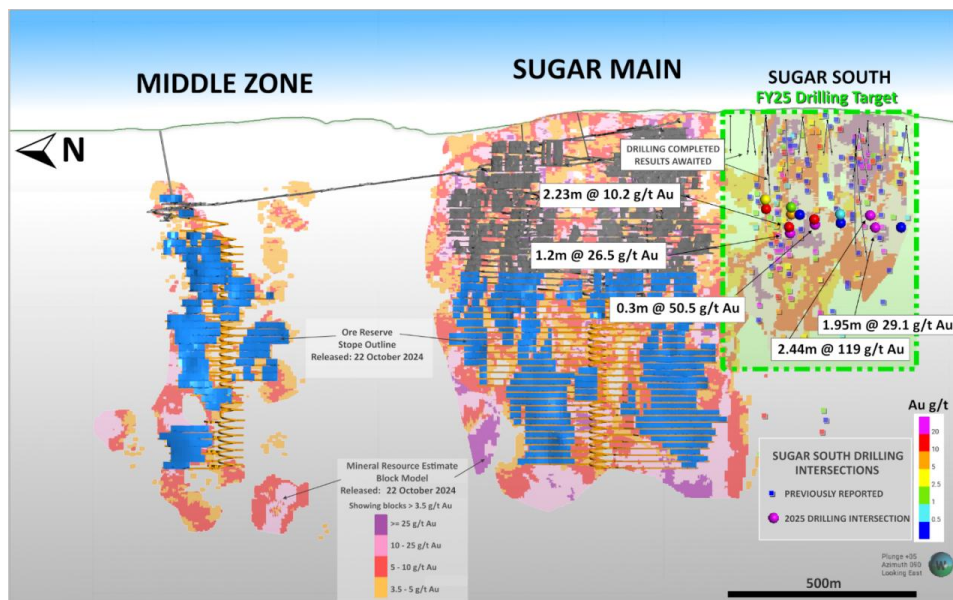 MIDDLE ZONE
SUGAR MAIN
SUGAR SOUTH
FY25 Drilling Target
N
DRILLING COMPLETED
RESULTS AWAITED
2.23m @ 10.2 g/t Au
1.2m @ 26.5 g/t Au
0.3m @ 50.5 g/t Au
1.95m @ 29.1 g/t Au
2.44m @ 119 g/t Au
Ore Reserve
Stope Outline
Released: 22 October 2024
Mineral Resource Estimate
Block Model
Released: 22 October 2024
Showing blocks > 3.5 g/t Au
>= 25 g/t Au
10 - 25 g/t Au
5 - 10 g/t Au
3.5 - 5 g/t Au
Au g/t
20
10
5
2.5
1
0.5
SUGAR SOUTH DRILLING
INTERSECTIONS
PREVIOUSLY REPORTED
2025 DRILLING INTERSECTION
Plunge +05
Azimuth 090
Looking East
W
500m